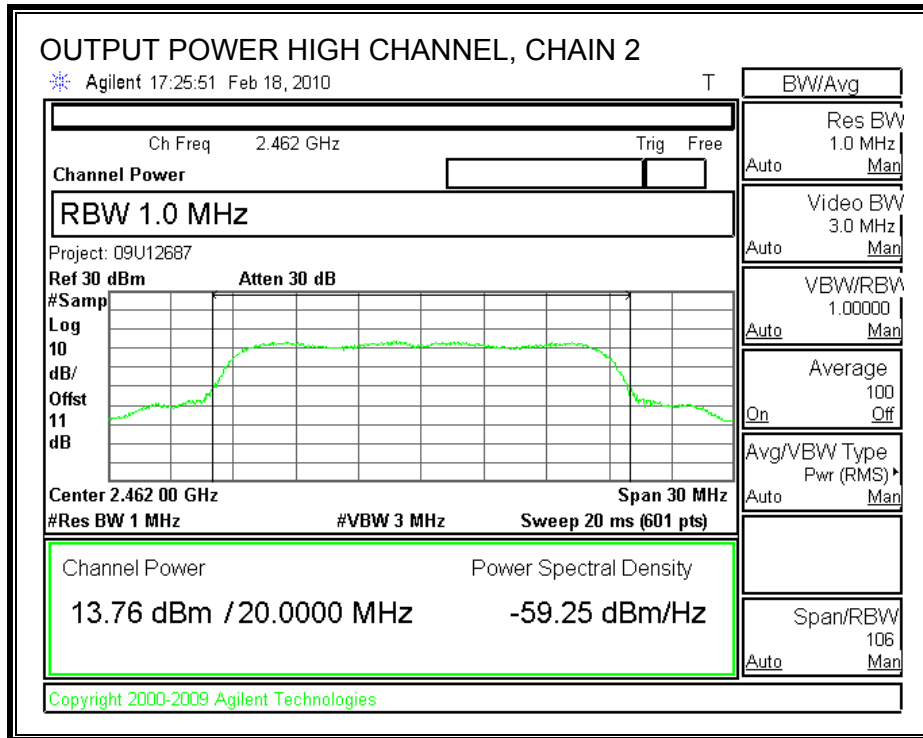 OUTPUT POWER HIGH CHANNEL, CHAIN 2
Agilent 17:25:51 Feb 18, 2010 T
Ch Freq 2.462 GHz Trig Free
Channel Power
RBW 1.0 MHz
Project: 09U12687
Ref 30 dBm Atten 30 dB
#Samp
Log
10
dB/
Offst
11
dB
Center 2.462 00 GHz Span 30 MHz
#Res BW 1 MHz #VBW 3 MHz Sweep 20 ms (601 pts)
Channel Power Power Spectral Density
13.76 dBm / 20.0000 MHz -59.25 dBm/Hz
Copyright 2000-2009 Agilent Technologies
BW/Avg
Res BW
1.0 MHz
Auto Man
Video BW
3.0 MHz
Auto Man
VBW/RBW
1.00000
Auto Man
Average
100
On Off
Avg/VBW Type
Pwr (RMS)
Auto Man
Span/RBW
106
Auto Man